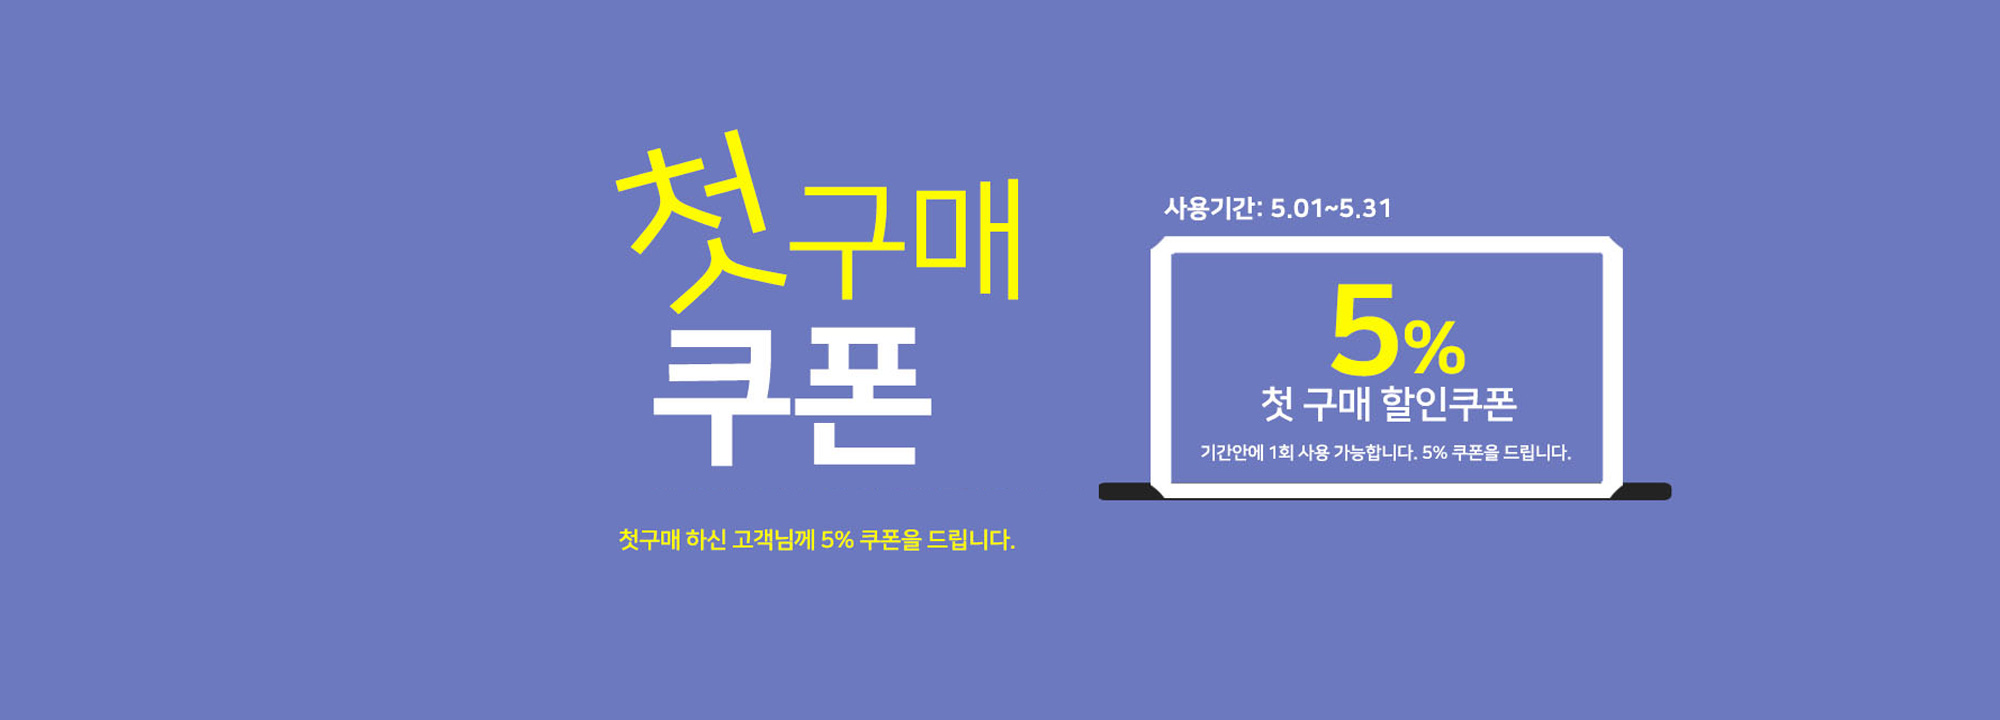 첫구매
쿠폰
첫구매 하신 고객님께 5% 쿠폰을 드립니다.
사용기간: 5.01~5.31
5%
첫 구매 할인쿠폰
기간안에 1회 사용 가능합니다. 5% 쿠폰을 드립니다.